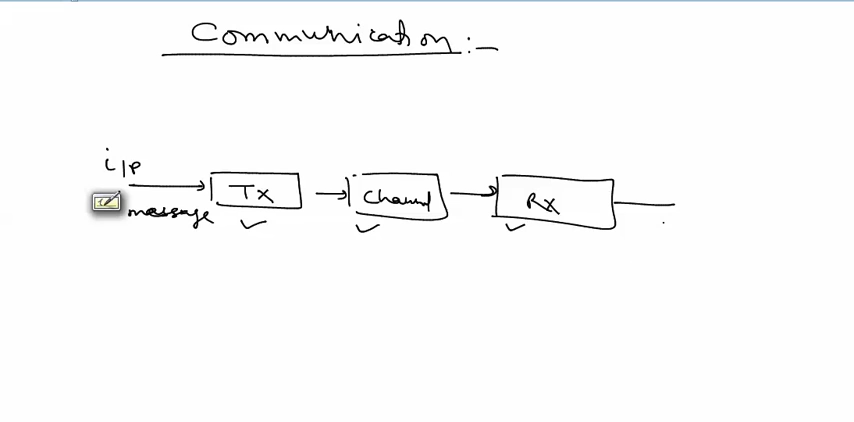 Communication:-
i/p
Tx
Channel
Rx
message